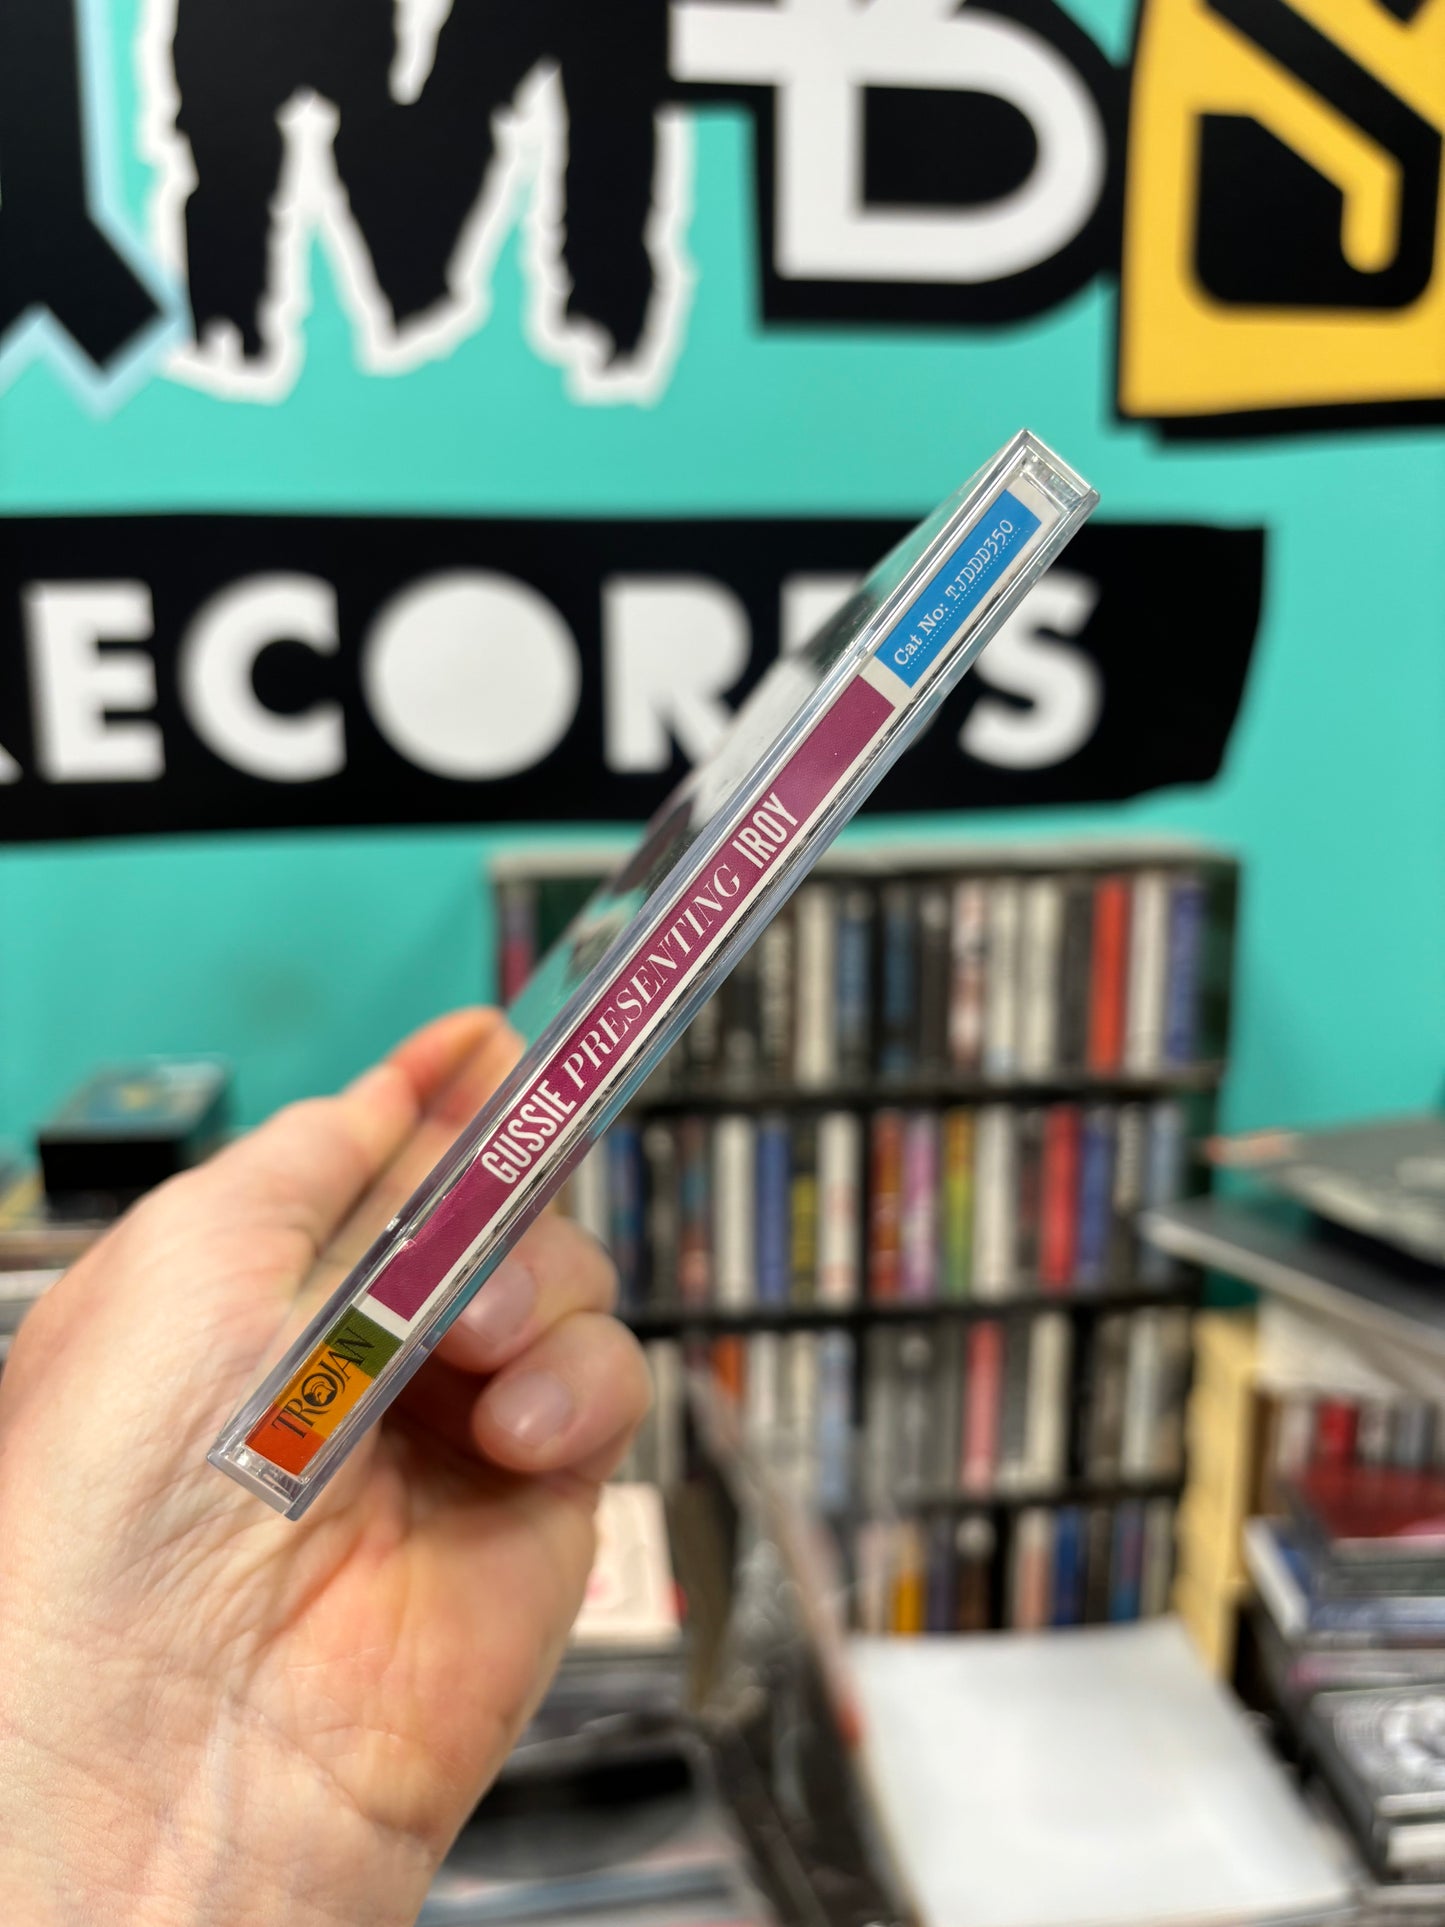 RECORDS
Cat No: TJDDD350
GUSSIE PRESENTING IROY
TROJAN